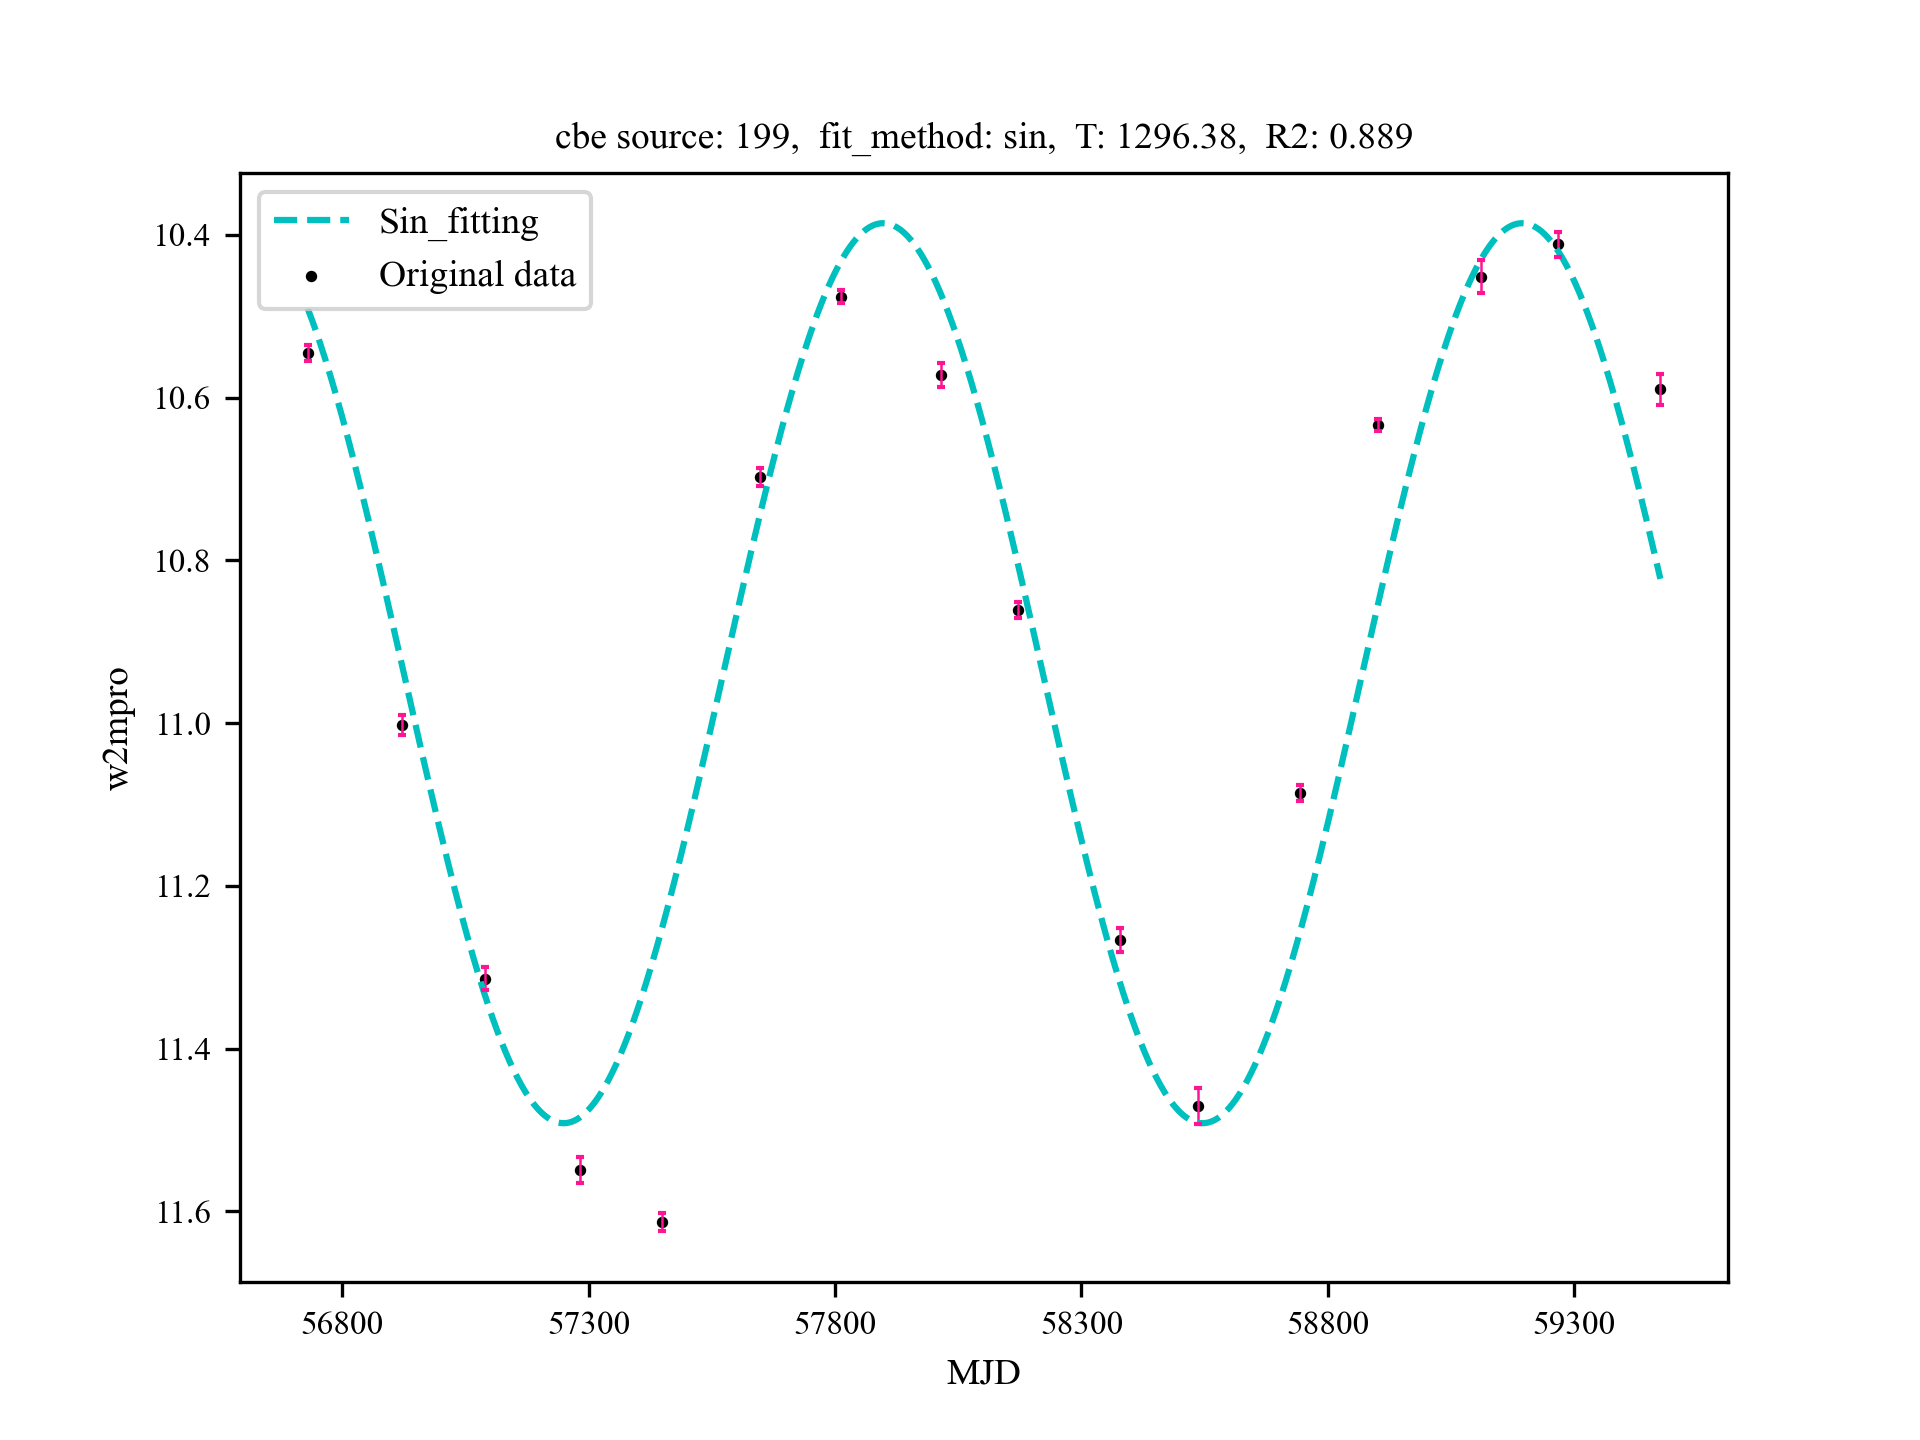 cbe source: 199,  fit_method: sin,  T: 1296.38,  R2: 0.889
Sin_fitting
Original data
10.4
10.6
10.8
11.0
11.2
11.4
11.6
w2mpro
56800 57300 57800 58300 58800 59300
MJD